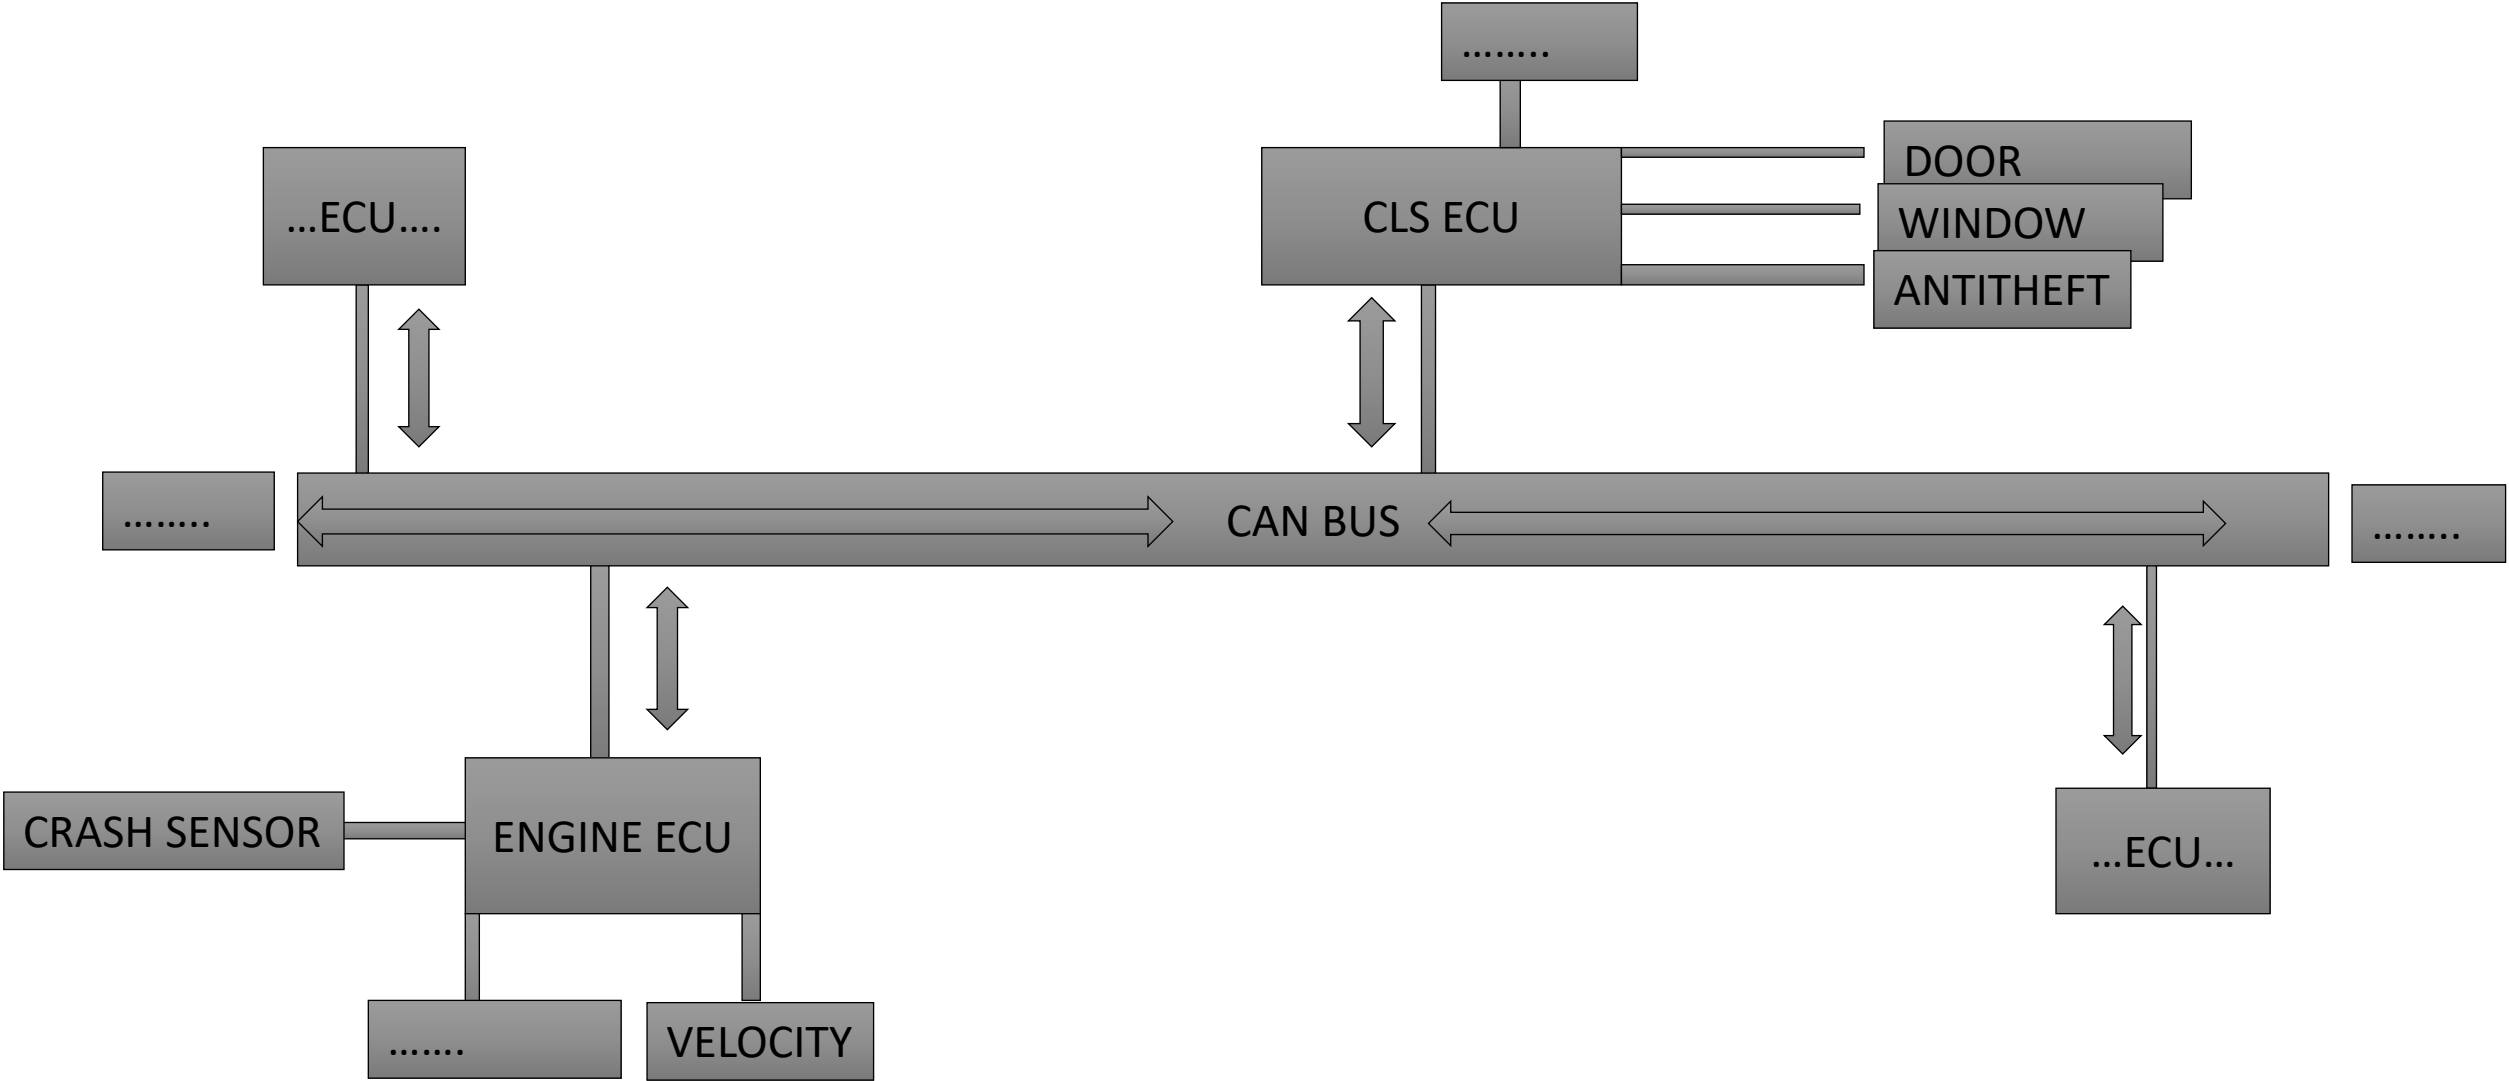 ……..
DOOR
…ECU….
CLS ECU
WINDOW
ANTITHEFT
……..
CAN BUS
……..
CRASH SENSOR
ENGINE ECU
…ECU…
…….
VELOCITY